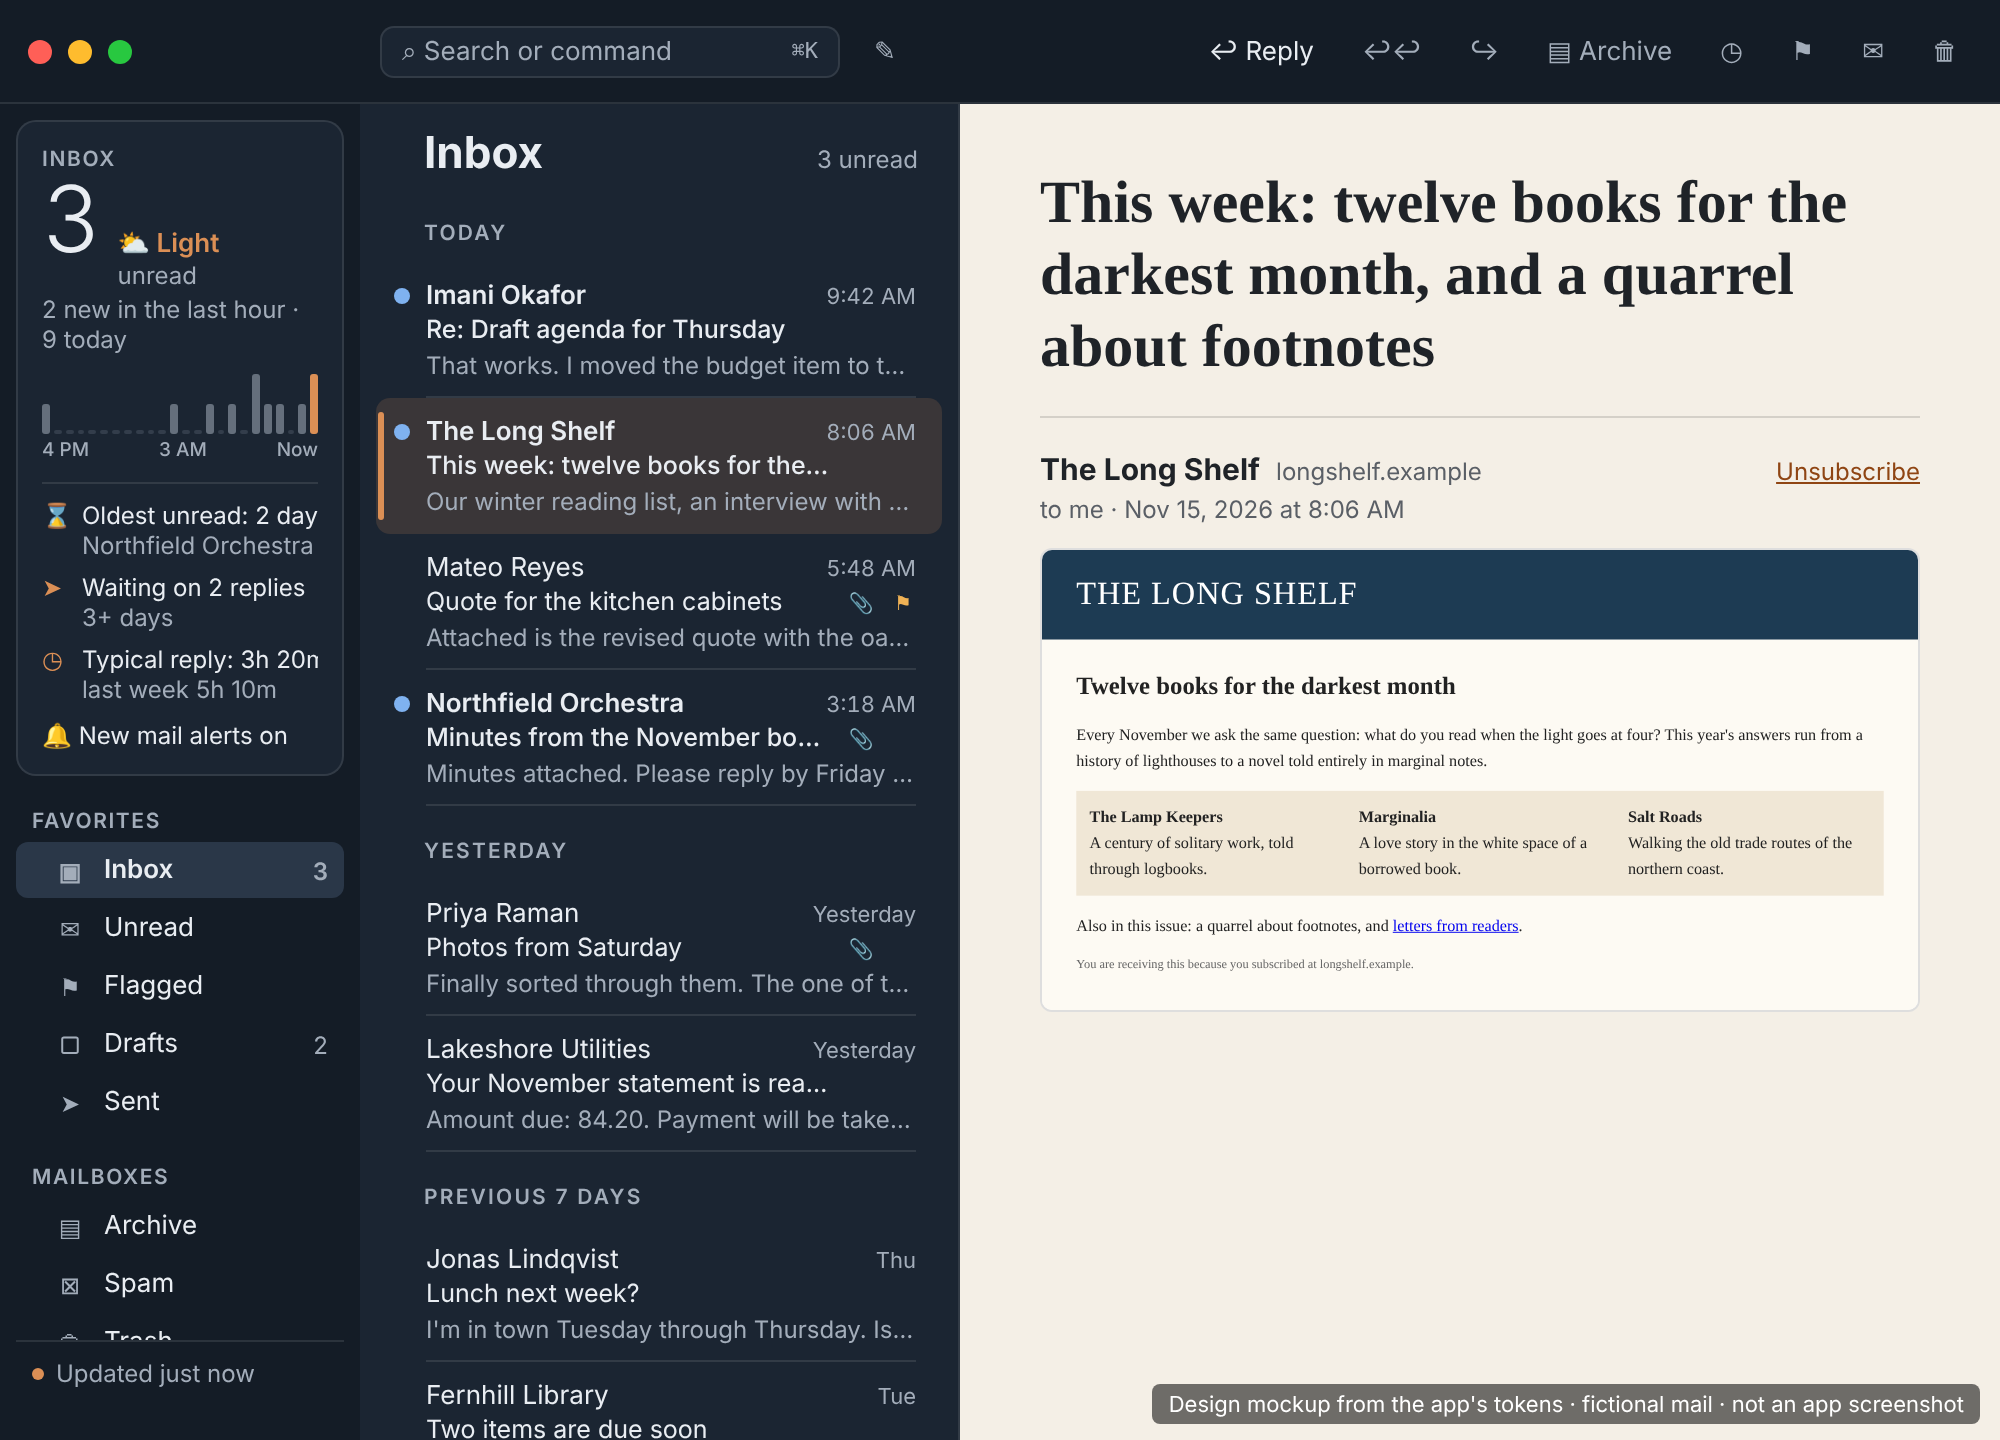 Search or command ⌘K
Reply
Archive
INBOX
3
Light
unread
2 new in the last hour ·
9 today
4 PM 3 AM Now
Oldest unread: 2 day
Northfield Orchestra
Waiting on 2 replies
3+ days
Typical reply: 3h 20m
last week 5h 10m
New mail alerts on
FAVORITES
Inbox 3
Unread
Flagged
Drafts 2
Sent
MAILBOXES
Archive
Spam
Trash
Updated just now
Inbox 3 unread
TODAY
Imani Okafor 9:42 AM
Re: Draft agenda for Thursday
That works. I moved the budget item to t…
The Long Shelf 8:06 AM
This week: twelve books for the…
Our winter reading list, an interview with …
Mateo Reyes 5:48 AM
Quote for the kitchen cabinets
Attached is the revised quote with the oa…
Northfield Orchestra 3:18 AM
Minutes from the November bo…
Minutes attached. Please reply by Friday …
YESTERDAY
Priya Raman Yesterday
Photos from Saturday
Finally sorted through them. The one of t…
Lakeshore Utilities Yesterday
Your November statement is rea…
Amount due: 84.20. Payment will be take…
PREVIOUS 7 DAYS
Jonas Lindqvist Thu
Lunch next week?
I'm in town Tuesday through Thursday. Is…
Fernhill Library Tue
Two items are due soon
This week: twelve books for the
darkest month, and a quarrel
about footnotes
The Long Shelf longshelf.example Unsubscribe
to me · Nov 15, 2026 at 8:06 AM
THE LONG SHELF
Twelve books for the darkest month
Every November we ask the same question: what do you read when the light goes at four? This year's answers run from a
history of lighthouses to a novel told entirely in marginal notes.
The Lamp Keepers
A century of solitary work, told
through logbooks.
Marginalia
A love story in the white space of a
borrowed book.
Salt Roads
Walking the old trade routes of the
northern coast.
Also in this issue: a quarrel about footnotes, and letters from readers.
You are receiving this because you subscribed at longshelf.example.
Design mockup from the app's tokens · fictional mail · not an app screenshot